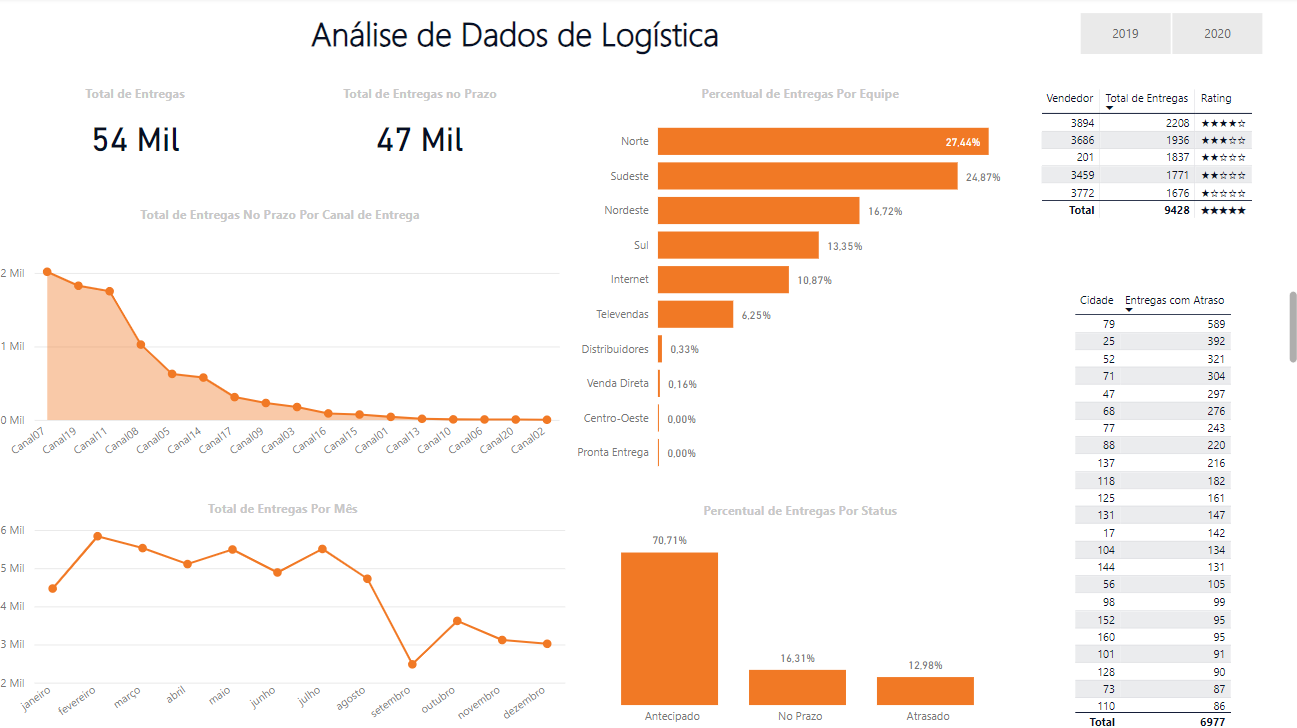 Análise de Dados de Logística
2019
2020
Total de Entregas
54 Mil
Total de Entregas no Prazo
47 Mil
Total de Entregas No Prazo Por Canal de Entrega
2 Mil
1 Mil
0 Mil
Canal07
Canal19
Canal11
Canal08
Canal05
Canal14
Canal17
Canal09
Canal03
Canal16
Canal15
Canal01
Canal13
Canal10
Canal06
Canal20
Canal02
Total de Entregas Por Mês
6 Mil
5 Mil
4 Mil
3 Mil
2 Mil
janeiro
fevereiro
março
abril
maio
junho
julho
agosto
setembro
outubro
novembro
dezembro
Percentual de Entregas Por Equipe
Norte 27,44%
Sudeste 24,87%
Nordeste 16,72%
Sul 13,35%
Internet 10,87%
Televendas 6,25%
Distribuidores 0,33%
Venda Direta 0,16%
Centro-Oeste 0,00%
Pronta Entrega 0,00%
Percentual de Entregas Por Status
70,71%
16,31%
12,98%
Antecipado
No Prazo
Atrasado
Vendedor Total de Entregas Rating
3894 2208 ★★★★☆
3686 1936 ★★★☆☆
201 1837 ★★☆☆☆
3459 1771 ★★☆☆☆
3772 1676 ★☆☆☆☆
Total 9428 ★★★★★
Cidade Entregas com Atraso
79 589
25 392
52 321
71 304
47 297
68 276
77 243
88 220
137 216
118 182
125 161
131 147
17 142
104 134
144 131
56 105
98 99
152 95
160 95
101 91
128 90
73 87
110 86
Total 6977